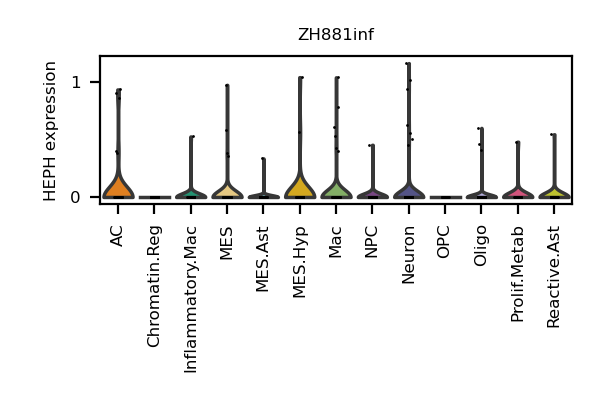 ZH881inf
HEPH expression
1
0
AC
Chromatin.Reg
Inflammatory.Mac
MES
MES.Ast
MES.Hyp
Mac
NPC
Neuron
OPC
Oligo
Prolif.Metab
Reactive.Ast